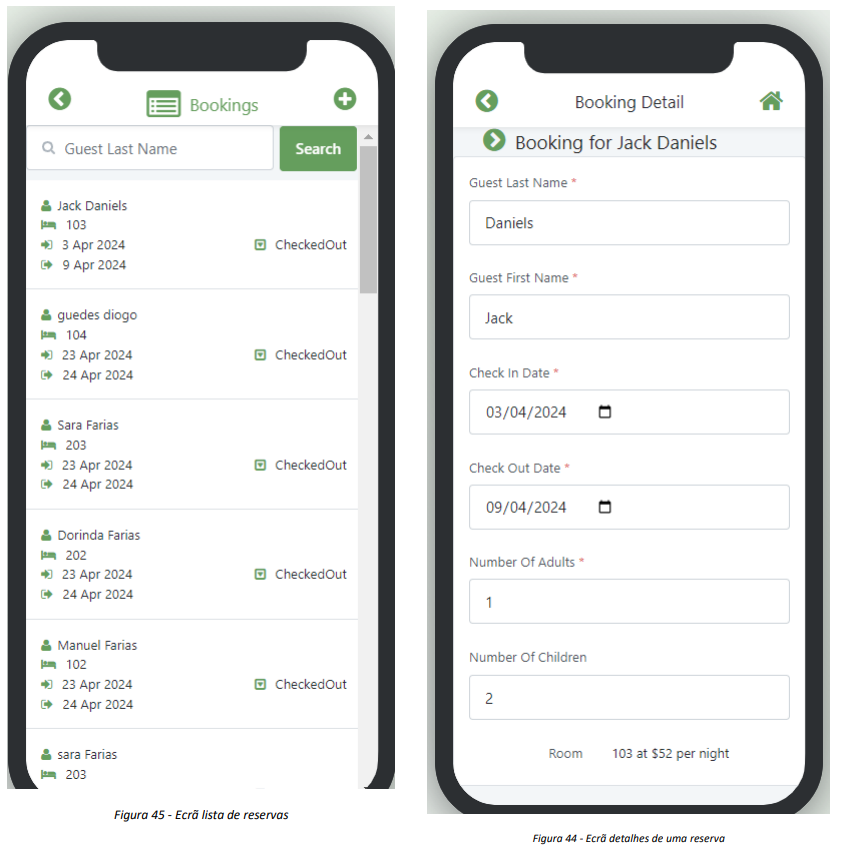 Bookings
Guest Last Name
Search
Jack Daniels
103
3 Apr 2024
CheckedOut
9 Apr 2024
guedes diogo
104
23 Apr 2024
CheckedOut
24 Apr 2024
Sara Farias
203
23 Apr 2024
CheckedOut
24 Apr 2024
Dorinda Farias
202
23 Apr 2024
CheckedOut
24 Apr 2024
Manuel Farias
102
23 Apr 2024
CheckedOut
24 Apr 2024
sara Farias
203
Figura 45 - Ecrã lista de reservas
Booking Detail
Booking for Jack Daniels
Guest Last Name *
Daniels
Guest First Name *
Jack
Check In Date *
03/04/2024
Check Out Date *
09/04/2024
Number Of Adults *
1
Number Of Children
2
Room 103 at $52 per night
Figura 44 - Ecrã detalhes de uma reserva